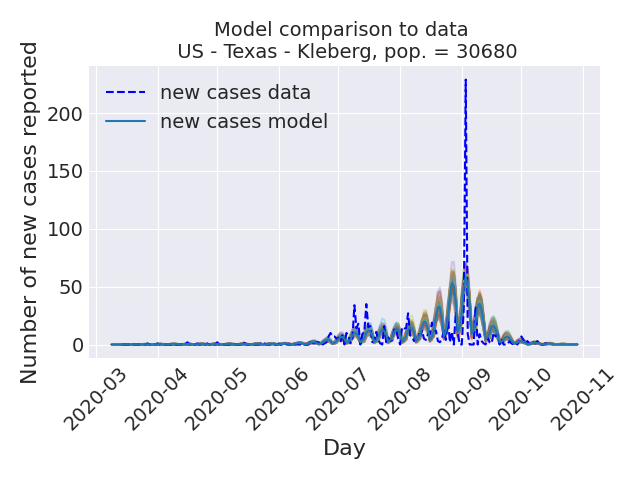 Model comparison to data
US - Texas - Kleberg, pop. = 30680
Number of new cases reported
new cases data
new cases model
200
150
100
50
0
2020-03
2020-04
2020-05
2020-06
2020-07
2020-08
2020-09
2020-10
2020-11
Day